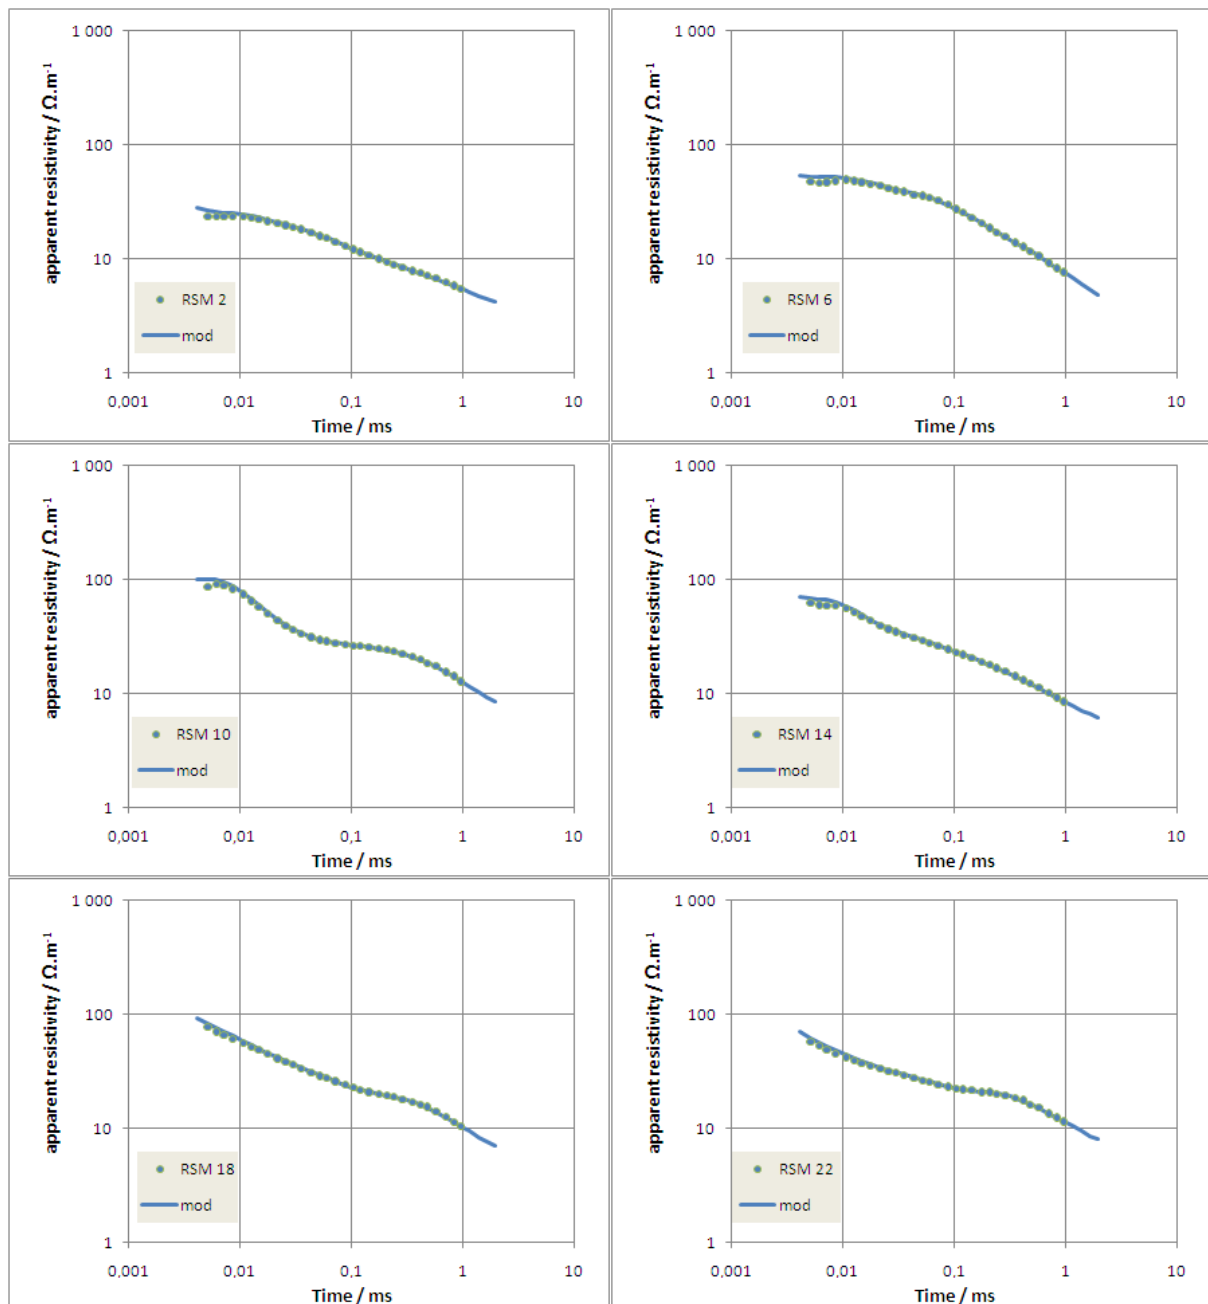 apparent resistivity / Ω.m⁻¹
1 000
100
10
1
RSM 2
mod
0,001 0,01 0,1 1 10
Time / ms
apparent resistivity / Ω.m⁻¹
1 000
100
10
1
RSM 6
mod
0,001 0,01 0,1 1 10
Time / ms
apparent resistivity / Ω.m⁻¹
1 000
100
10
1
RSM 10
mod
0,001 0,01 0,1 1 10
Time / ms
apparent resistivity / Ω.m⁻¹
1 000
100
10
1
RSM 14
mod
0,001 0,01 0,1 1 10
Time / ms
apparent resistivity / Ω.m⁻¹
1 000
100
10
1
RSM 18
mod
0,001 0,01 0,1 1 10
Time / ms
apparent resistivity / Ω.m⁻¹
1 000
100
10
1
RSM 22
mod
0,001 0,01 0,1 1 10
Time / ms